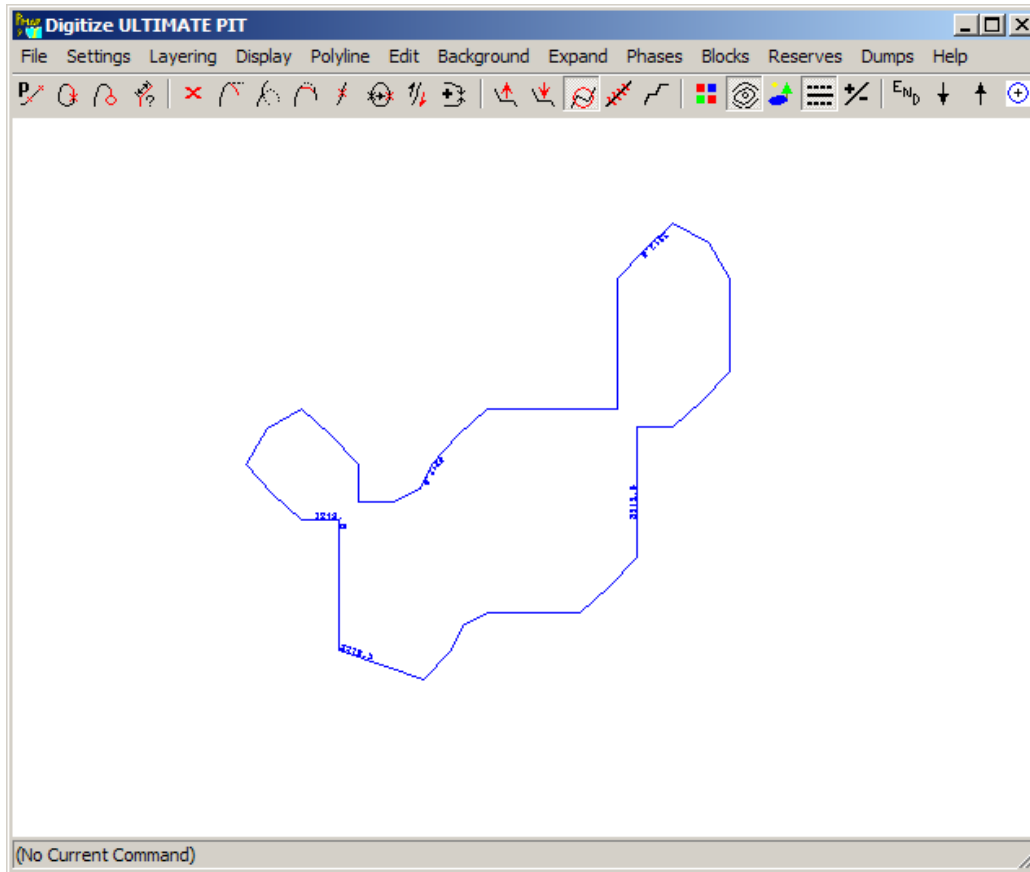 Digitize ULTIMATE PIT
File Settings Layering Display Polyline Edit Background Expand Phases Blocks Reserves Dumps Help
END
(No Current Command)